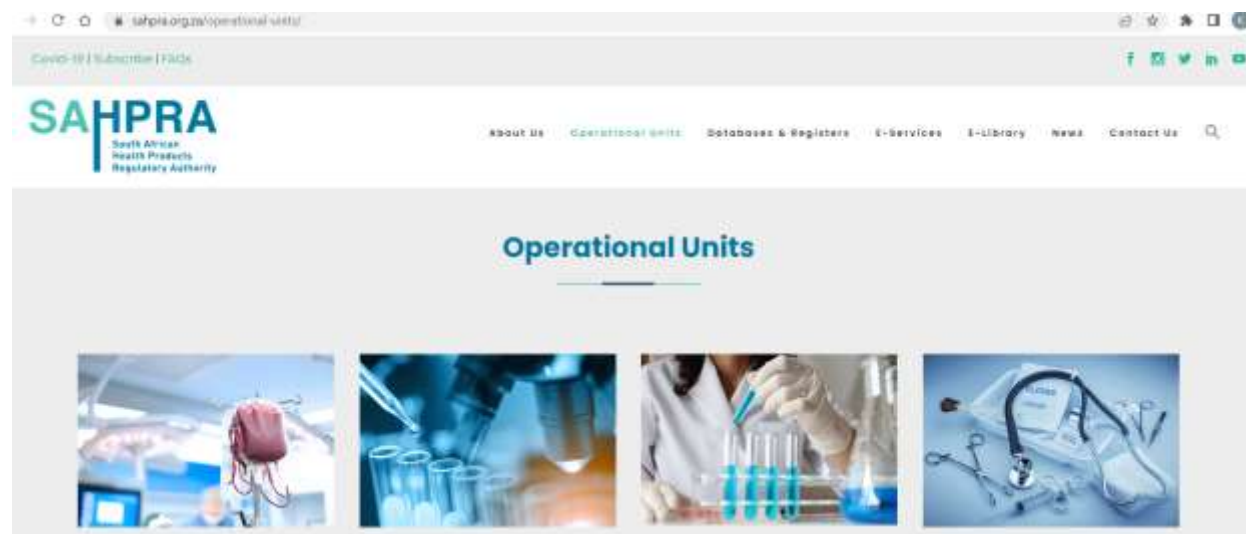 sahpra.org.za/operational-units/
Covid-19 | Subscribe | FAQs
SAHPRA
South African
Health Products
Regulatory Authority
About Us Operational Units Databases & Registers E-Services E-Library News Contact Us
Operational Units